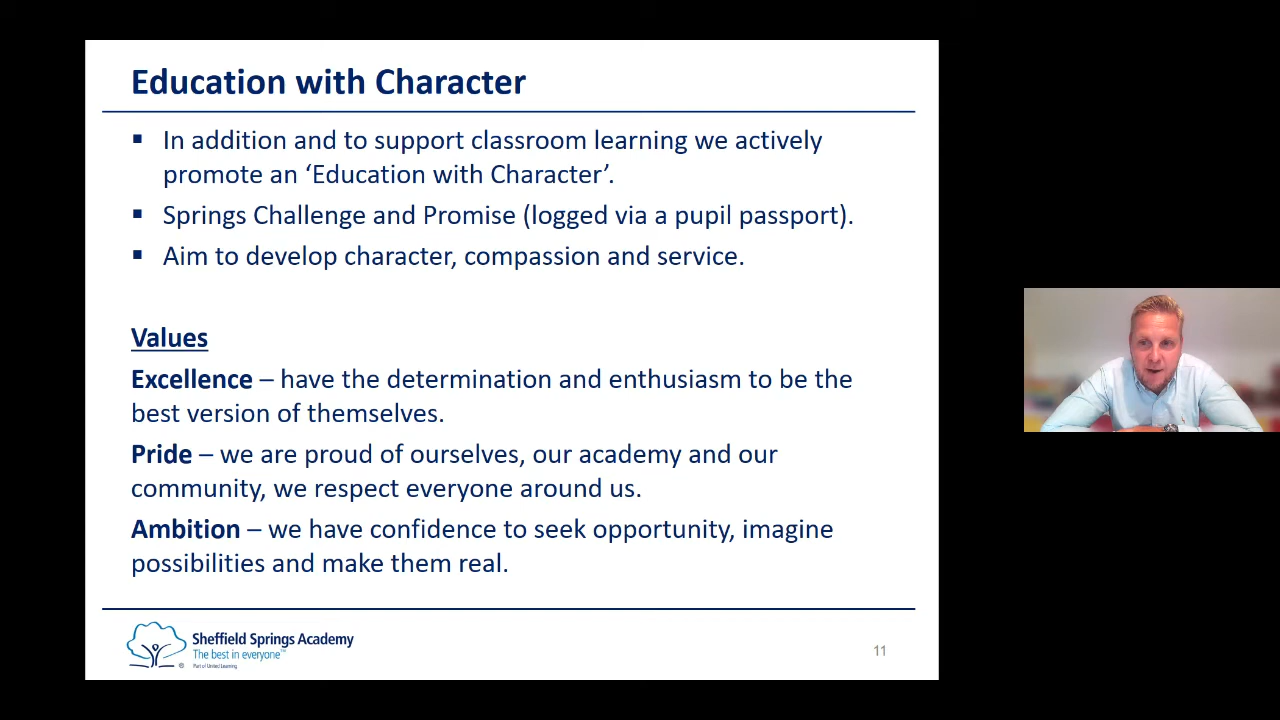 Education with Character
▪ In addition and to support classroom learning we actively
promote an ‘Education with Character’.
▪ Springs Challenge and Promise (logged via a pupil passport).
▪ Aim to develop character, compassion and service.
Values
Excellence – have the determination and enthusiasm to be the
best version of themselves.
Pride – we are proud of ourselves, our academy and our
community, we respect everyone around us.
Ambition – we have confidence to seek opportunity, imagine
possibilities and make them real.
Sheffield Springs Academy
The best in everyone™
® Part of United Learning
11